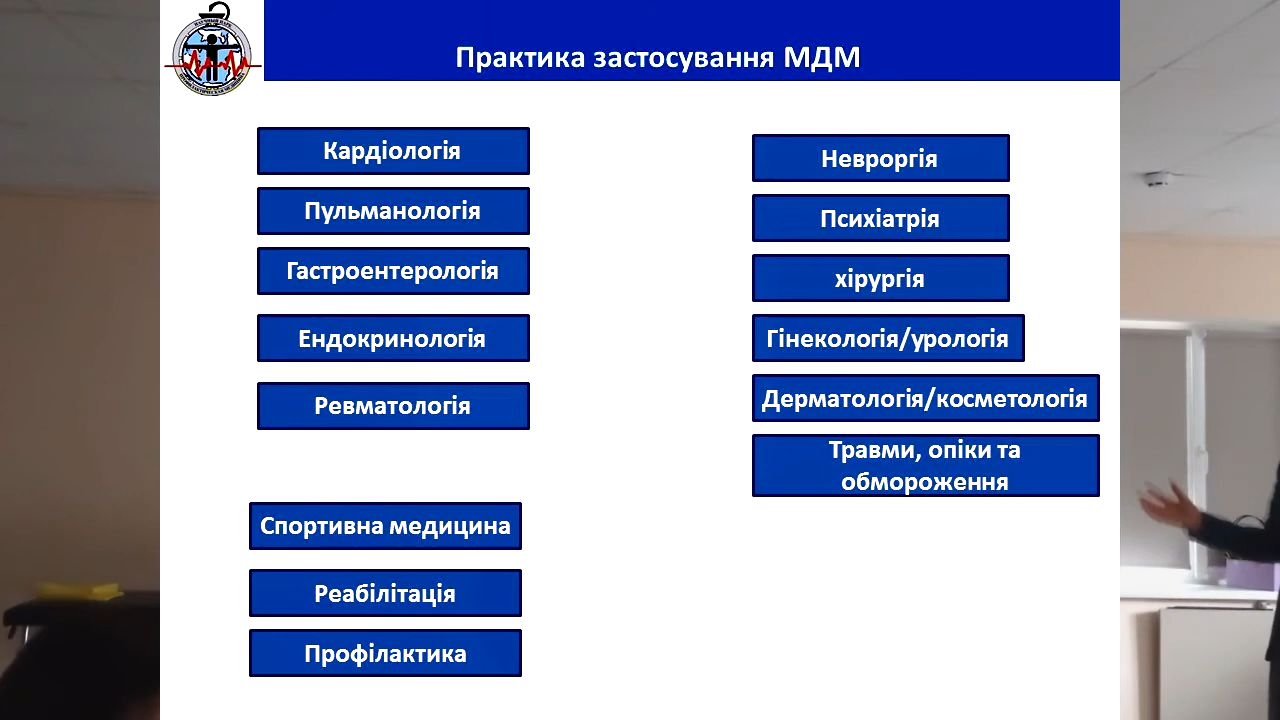 Практика застосування МДМ
Кардіологія
Пульманологія
Гастроентерологія
Ендокринологія
Ревматологія
Спортивна медицина
Реабілітація
Профілактика
Невроргія
Психіатрія
хірургія
Гінекологія/урологія
Дерматологія/косметологія
Травми, опіки та
обмороження